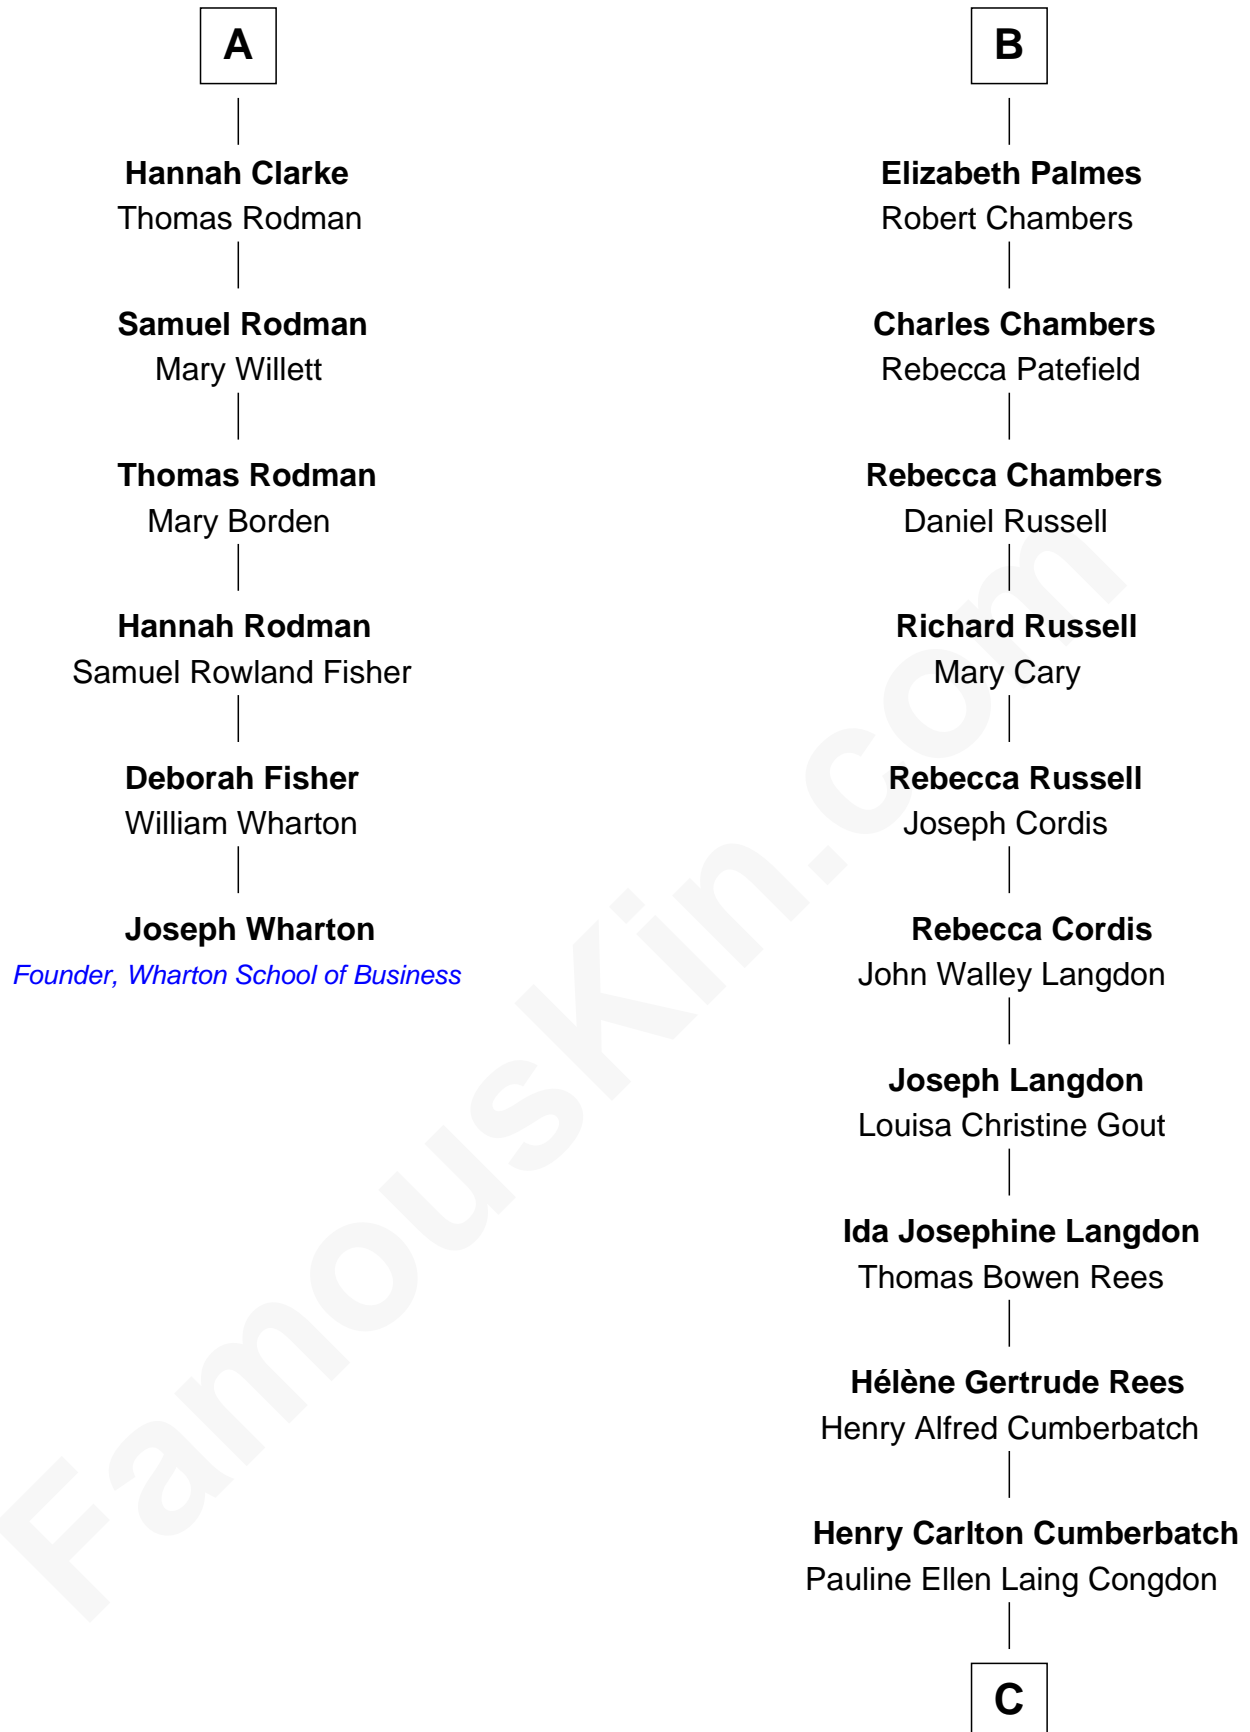 A
Hannah Clarke
Thomas Rodman
Samuel Rodman
Mary Willett
Thomas Rodman
Mary Borden
Hannah Rodman
Samuel Rowland Fisher
Deborah Fisher
William Wharton
Joseph Wharton
Founder, Wharton School of Business
B
Elizabeth Palmes
Robert Chambers
Charles Chambers
Rebecca Patefield
Rebecca Chambers
Daniel Russell
Richard Russell
Mary Cary
Rebecca Russell
Joseph Cordis
Rebecca Cordis
John Walley Langdon
Joseph Langdon
Louisa Christine Gout
Ida Josephine Langdon
Thomas Bowen Rees
Hélène Gertrude Rees
Henry Alfred Cumberbatch
Henry Carlton Cumberbatch
Pauline Ellen Laing Congdon
C
FamousKin.com